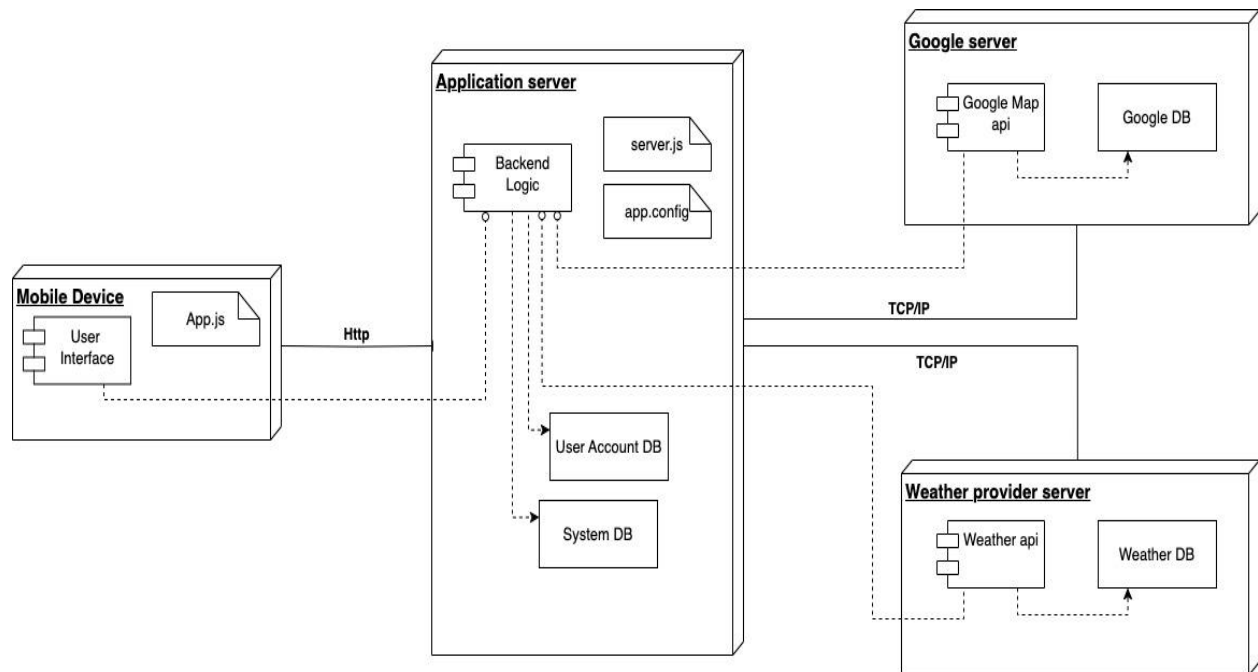 Google server
Google Map
api
Google DB
Application server
server.js
Backend
Logic
app.config
Mobile Device
App.js
User
Interface
Http
TCP/IP
TCP/IP
User Account DB
System DB
Weather provider server
Weather api
Weather DB